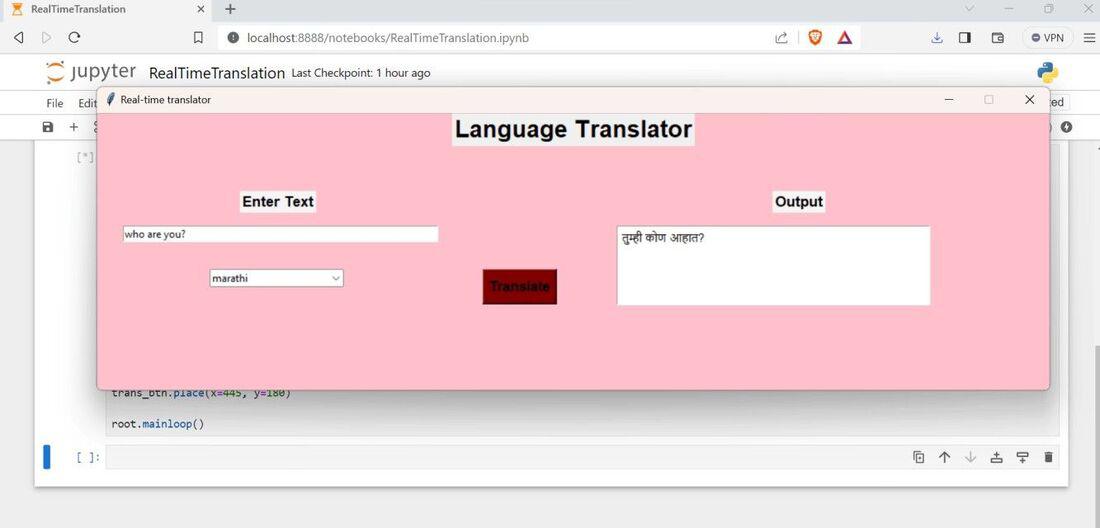 RealTimeTranslation
localhost:8888/notebooks/RealTimeTranslation.ipynb
VPN
jupyter RealTimeTranslation Last Checkpoint: 1 hour ago
File Edit
Real-time translator
Language Translator
[*]
Enter Text
Output
who are you?
तुम्ही कोण आहात?
marathi
Translate
trans_btn.place(x=445, y=180)
root.mainloop()
[ ]: